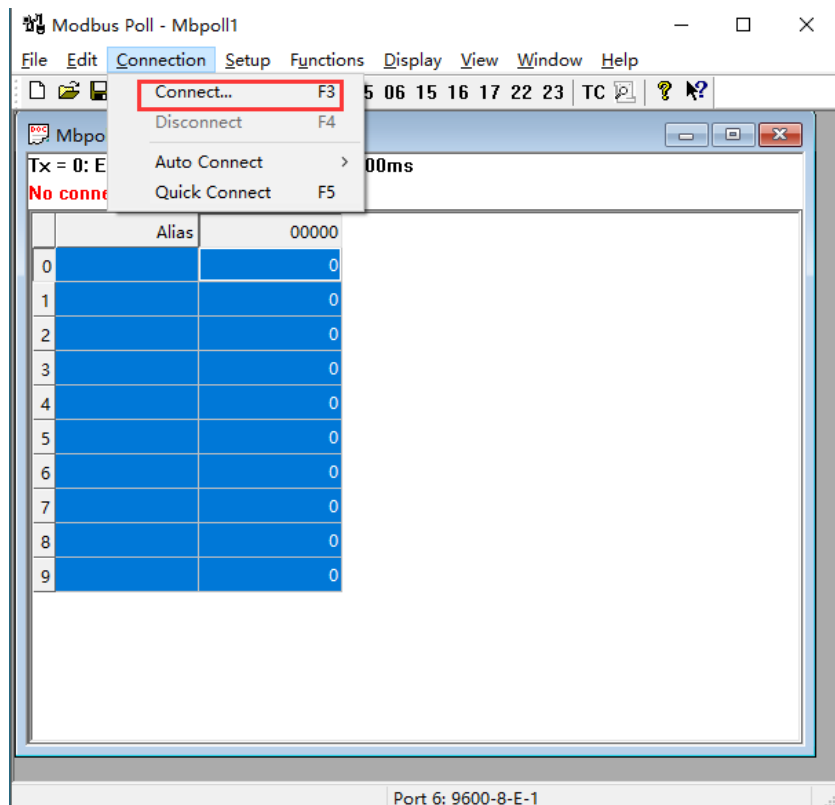 Modbus Poll - Mbpoll1
File Edit Connection Setup Functions Display View Window Help
Connect... F3
5 06 15 16 17 22 23 TC
Disconnect F4
Mbpo
Auto Connect >
Tx = 0: E 00ms
Quick Connect F5
No conne
Alias 00000
0 0
1 0
2 0
3 0
4 0
5 0
6 0
7 0
8 0
9 0
Port 6: 9600-8-E-1